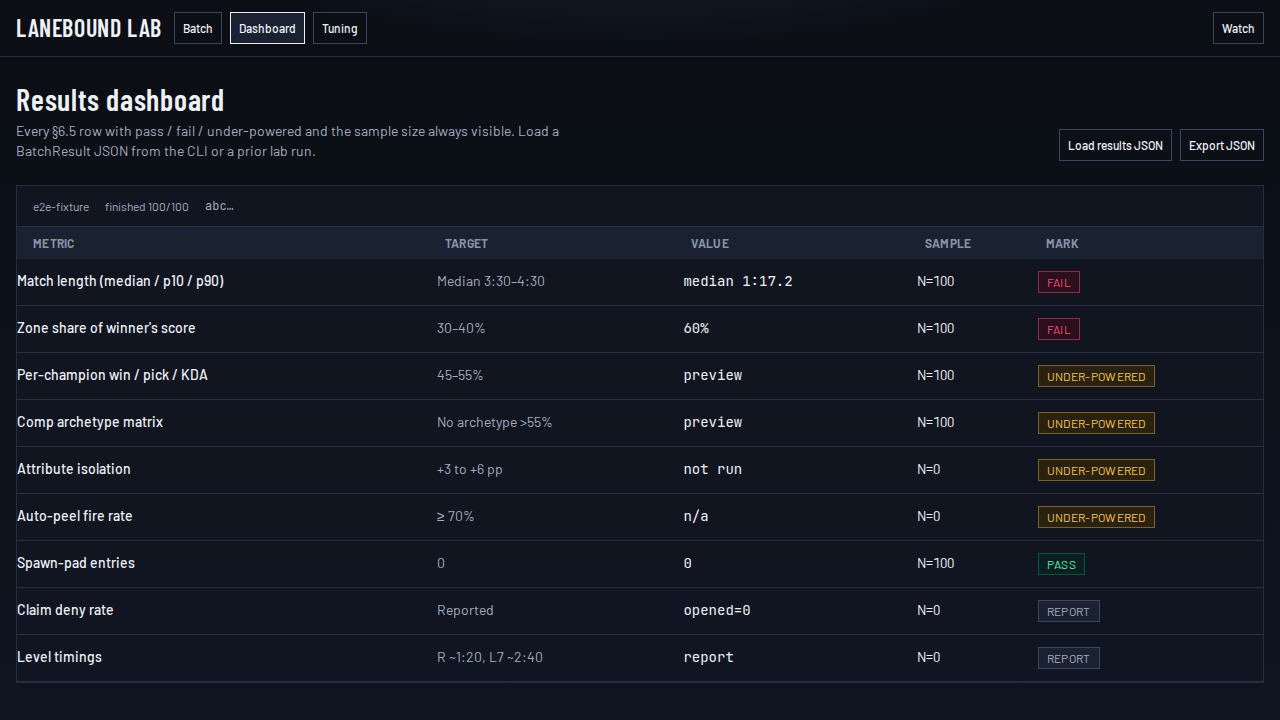 LANEBOUND LAB Batch Dashboard Tuning Watch
Results dashboard
Every §6.5 row with pass / fail / under-powered and the sample size always visible. Load a
BatchResult JSON from the CLI or a prior lab run.
Load results JSON Export JSON
e2e-fixture finished 100/100 abc…
METRIC TARGET VALUE SAMPLE MARK
Match length (median / p10 / p90) Median 3:30–4:30 median 1:17.2 N=100 FAIL
Zone share of winner's score 30–40% 60% N=100 FAIL
Per-champion win / pick / KDA 45–55% preview N=100 UNDER-POWERED
Comp archetype matrix No archetype >55% preview N=100 UNDER-POWERED
Attribute isolation +3 to +6 pp not run N=0 UNDER-POWERED
Auto-peel fire rate ≥ 70% n/a N=0 UNDER-POWERED
Spawn-pad entries 0 0 N=100 PASS
Claim deny rate Reported opened=0 N=0 REPORT
Level timings R ~1:20, L7 ~2:40 report N=0 REPORT